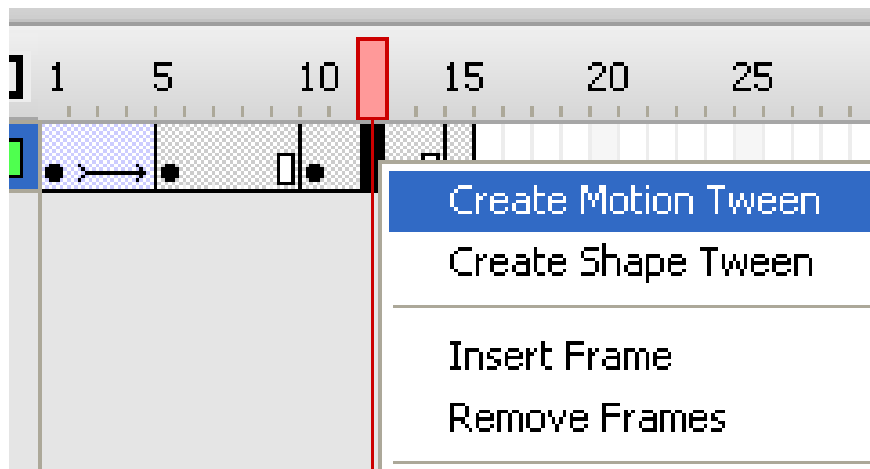 1 5 10 15 20 25
Create Motion Tween
Create Shape Tween
Insert Frame
Remove Frames